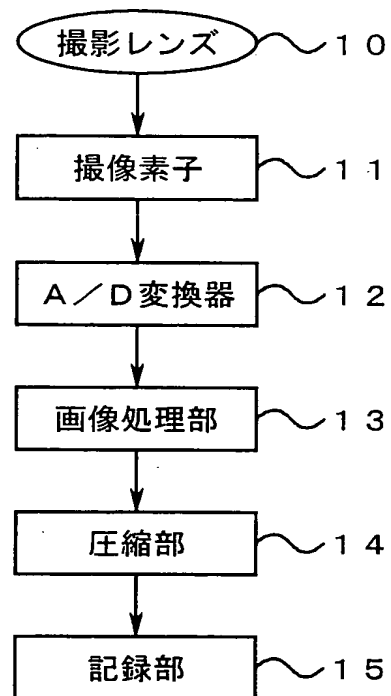 撮影レンズ 10
撮像素子 11
A/D変換器 12
画像処理部 13
圧縮部 14
記録部 15